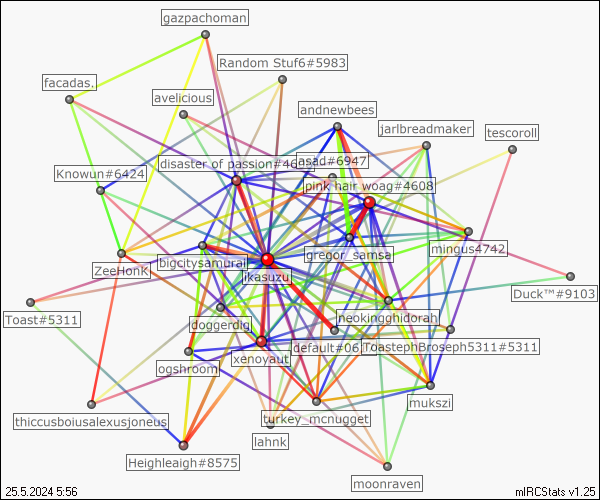 gazpachoman
Random Stuf6#5983
facadas.
avelicious
andnewbees
jarlbreadmaker
tescoroll
asad#6947
disaster of passion#46
Knowun#6424
pink hair woag#4608
mingus4742
gregor_samsa
bigcitysamurai
ZeeHonK
ikasuzu
Duck™#9103
Toast#5311
doggerdig
neokingghidorah
default#06
ToastephBroseph5311#5311
xenoyaut
ogshroom
mukszi
turkey_mcnugget
thiccusboiusalexusjoneus
lahnk
Heighleaigh#8575
moonraven
25.5.2024 5:56
mIRCStats v1.25